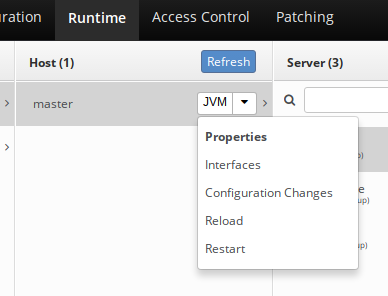 uration Runtime Access Control Patching
Host (1) Refresh Server (3)
master JVM
Properties
Interfaces
Configuration Changes
Reload
Restart
e
up)
up)